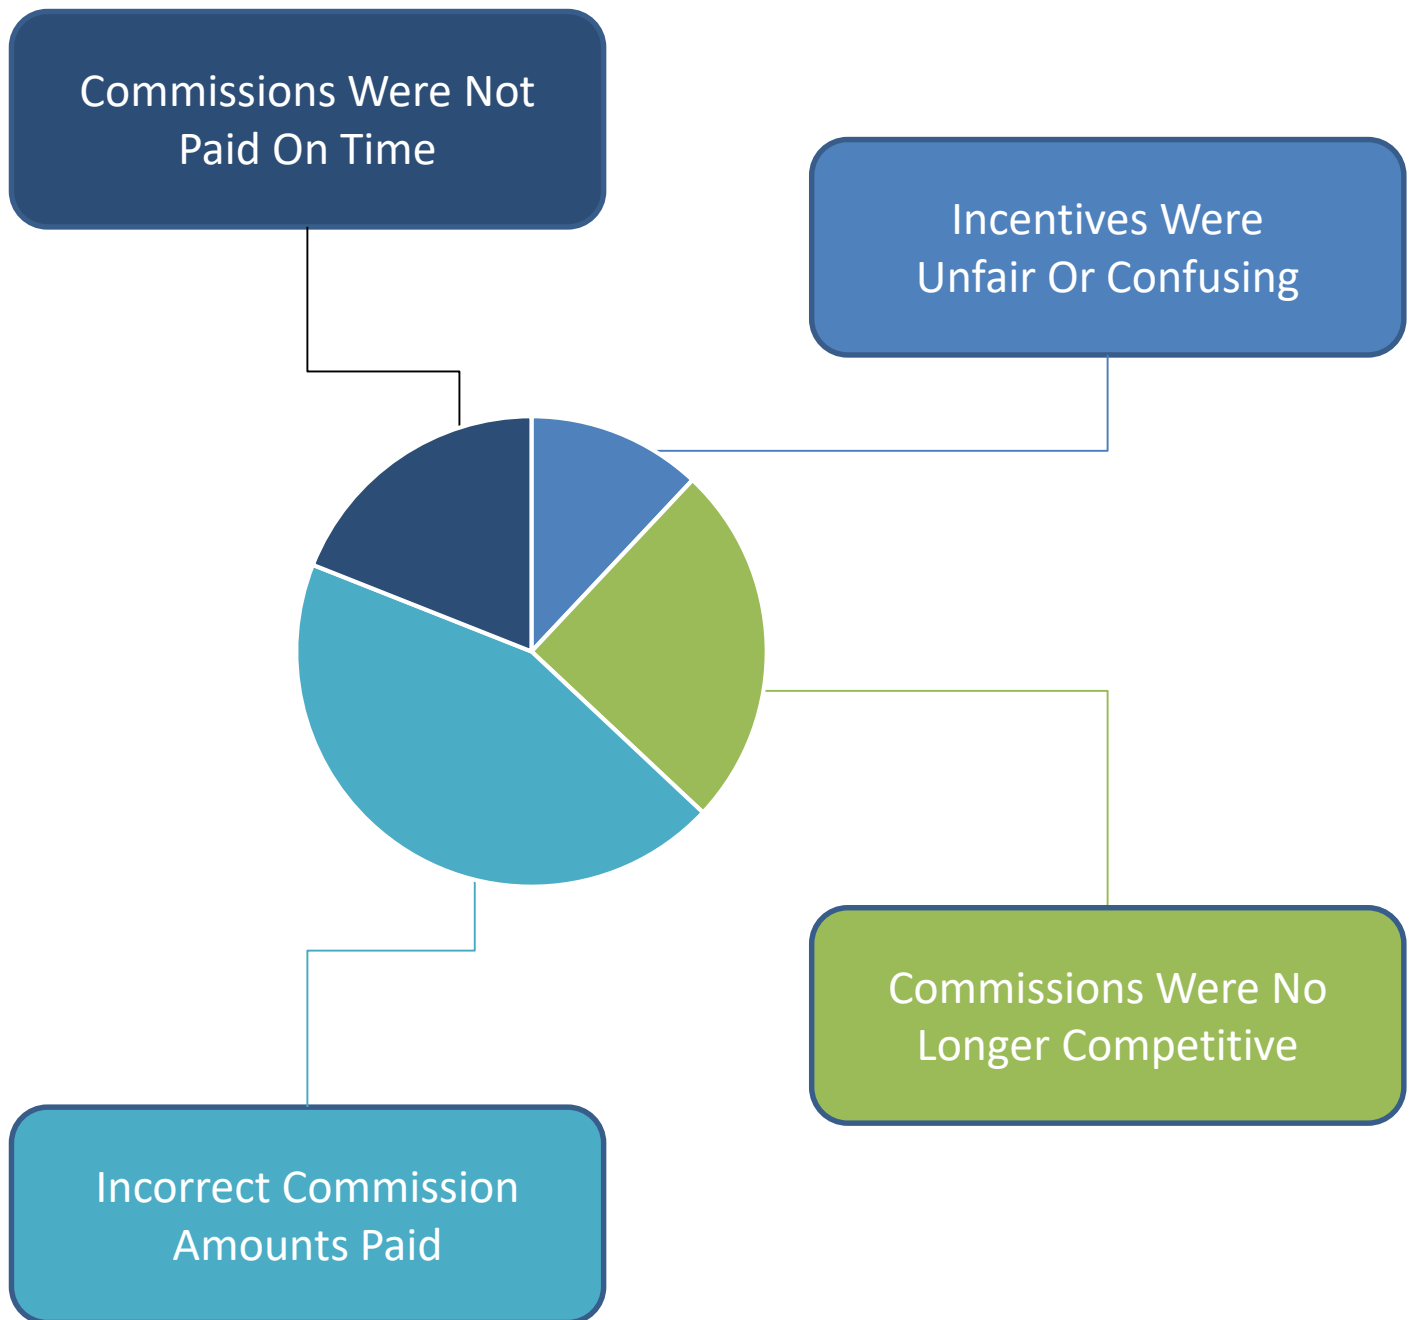 Commissions Were Not
Paid On Time
Incentives Were
Unfair Or Confusing
Commissions Were No
Longer Competitive
Incorrect Commission
Amounts Paid